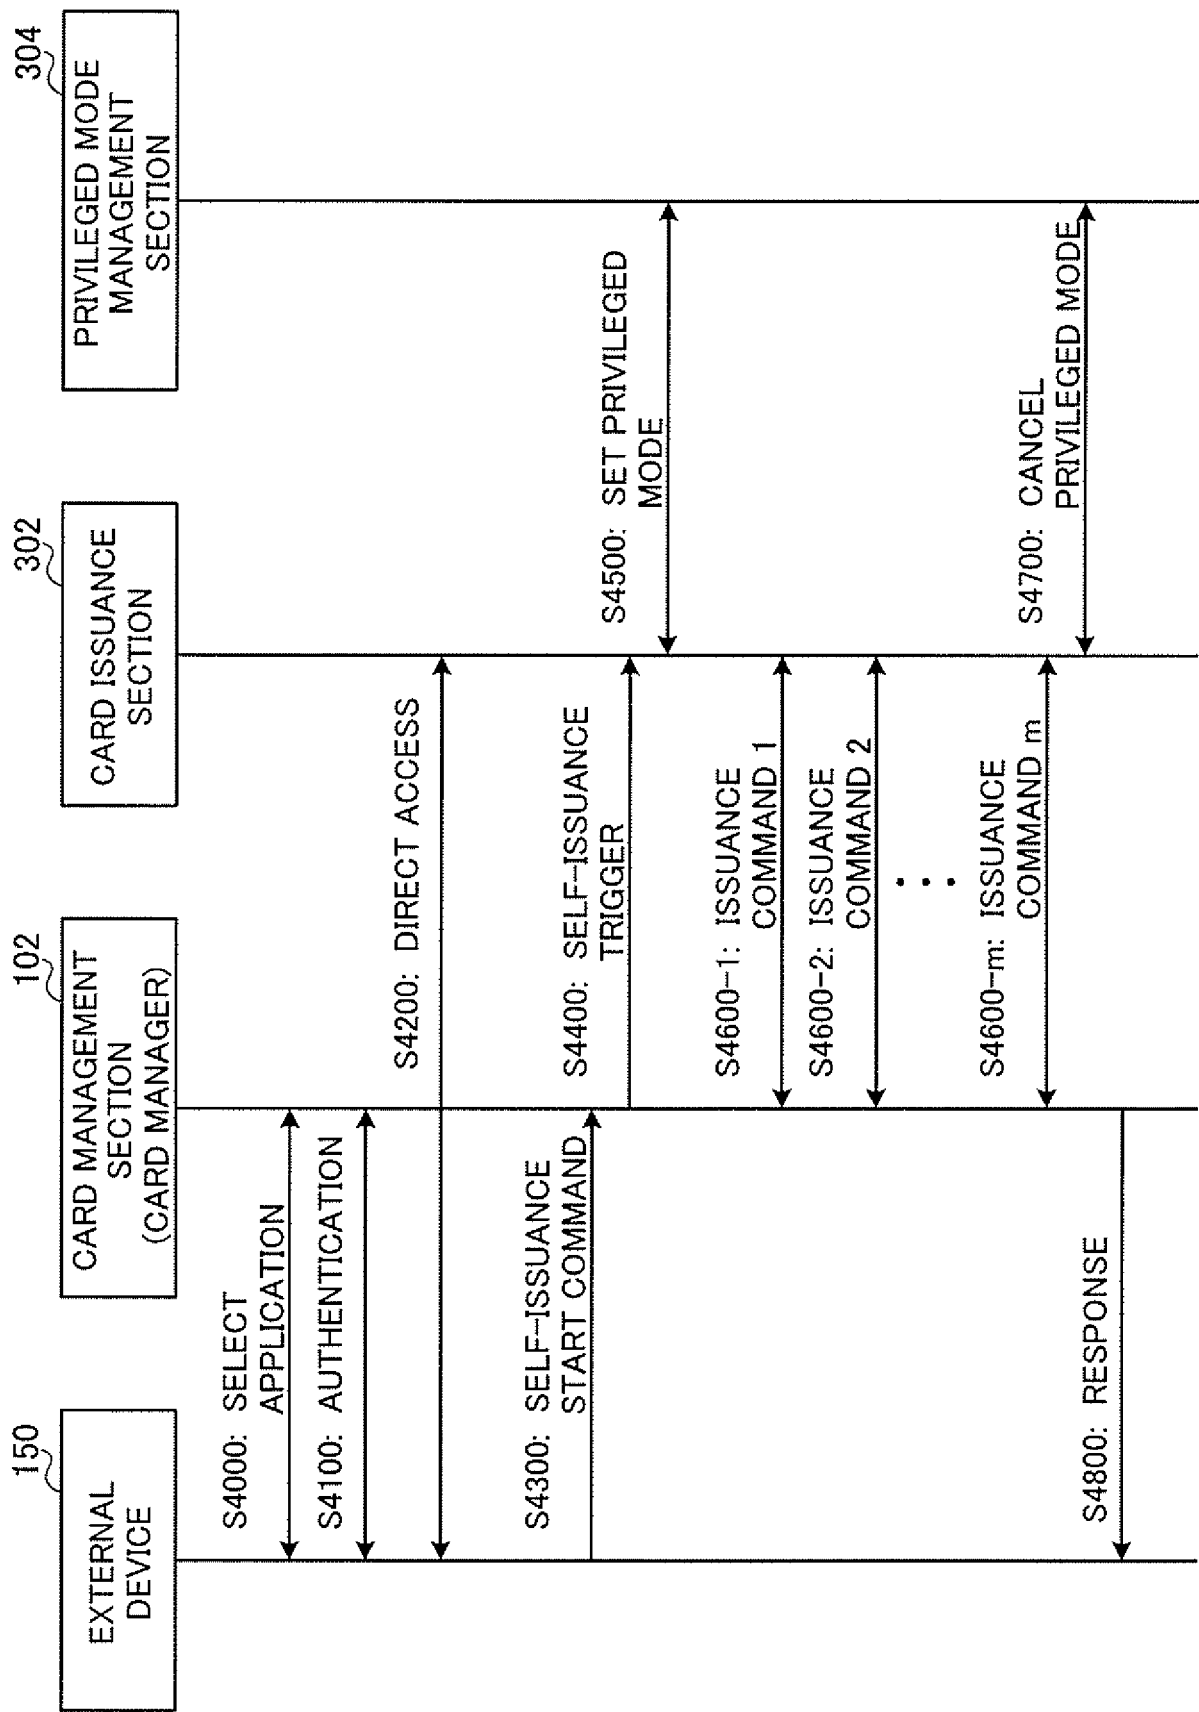 150
EXTERNAL
DEVICE
102
CARD MANAGEMENT
SECTION
(CARD MANAGER)
302
CARD ISSUANCE
SECTION
304
PRIVILEGED MODE
MANAGEMENT
SECTION
S4000: SELECT
APPLICATION
S4100: AUTHENTICATION
S4200: DIRECT ACCESS
S4300: SELF-ISSUANCE
START COMMAND
S4400: SELF-ISSUANCE
TRIGGER
S4500: SET PRIVILEGED
MODE
S4600-1: ISSUANCE
COMMAND 1
S4600-2: ISSUANCE
COMMAND 2
• • •
S4600-m: ISSUANCE
COMMAND m
S4700: CANCEL
PRIVILEGED MODE
S4800: RESPONSE